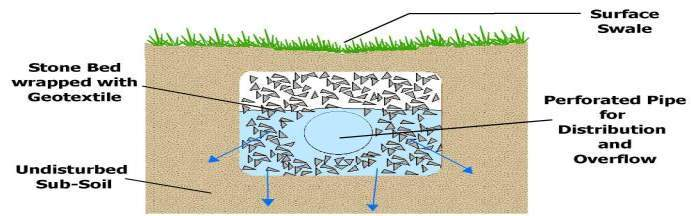 Surface
Swale
Stone Bed
wrapped with
Geotextile
Perforated Pipe
for
Distribution
and
Overflow
Undisturbed
Sub-Soil